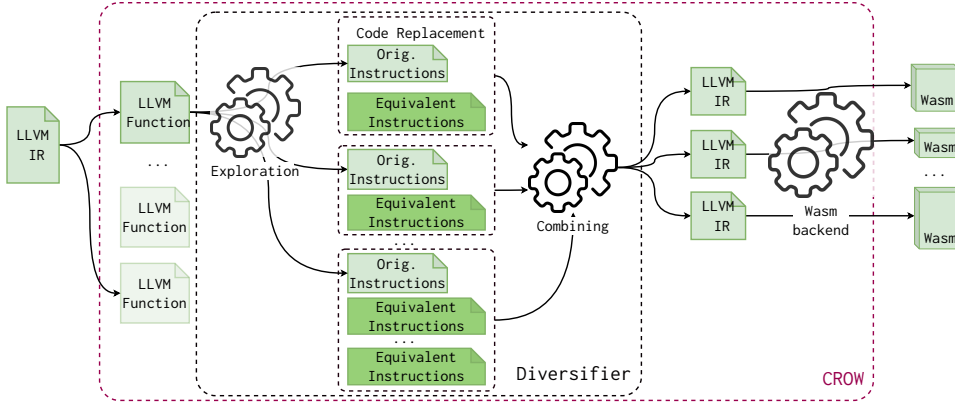 LLVM
IR
LLVM
Function
...
LLVM
Function
LLVM
Function
Exploration
Code Replacement
Orig.
Instructions
Equivalent
Instructions
Orig.
Instructions
Equivalent
Instructions
...
Orig.
Instructions
Equivalent
Instructions
...
Equivalent
Instructions
Combining
Diversifier
LLVM
IR
LLVM
IR
LLVM
IR
Wasm
backend
CROW
Wasm
Wasm
...
Wasm